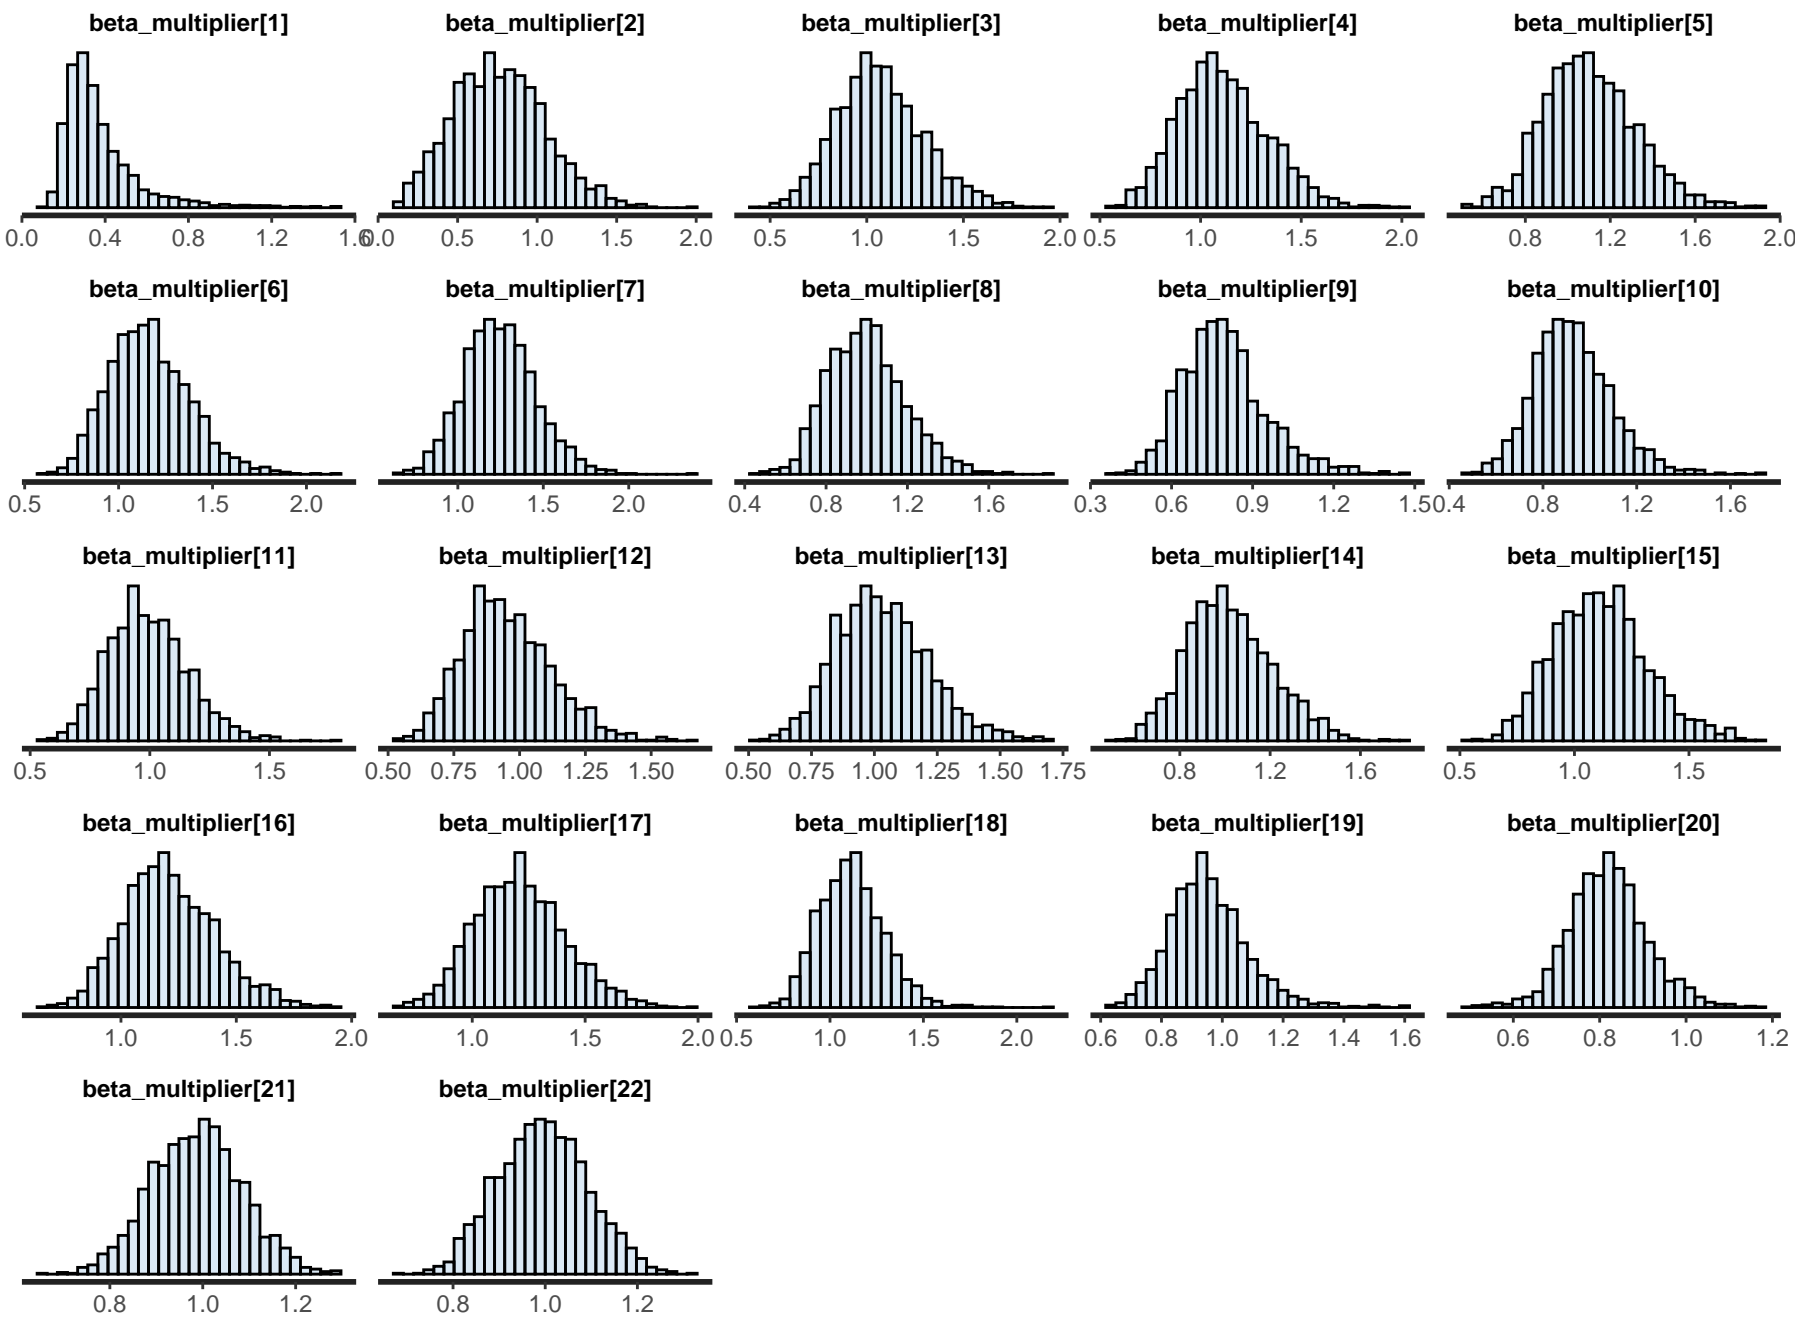 beta_multiplier[1] beta_multiplier[2] beta_multiplier[3] beta_multiplier[4] beta_multiplier[5]
0.0 0.4 0.8 1.2 1.6 0.0 0.5 1.0 1.5 2.0 0.5 1.0 1.5 2.0 0.5 1.0 1.5 2.0 0.8 1.2 1.6 2.0
beta_multiplier[6] beta_multiplier[7] beta_multiplier[8] beta_multiplier[9] beta_multiplier[10]
0.5 1.0 1.5 2.0 1.0 1.5 2.0 0.4 0.8 1.2 1.6 0.3 0.6 0.9 1.2 1.5 0.4 0.8 1.2 1.6
beta_multiplier[11] beta_multiplier[12] beta_multiplier[13] beta_multiplier[14] beta_multiplier[15]
0.5 1.0 1.5 0.50 0.75 1.00 1.25 1.50 0.50 0.75 1.00 1.25 1.50 1.75 0.8 1.2 1.6 0.5 1.0 1.5
beta_multiplier[16] beta_multiplier[17] beta_multiplier[18] beta_multiplier[19] beta_multiplier[20]
1.0 1.5 2.0 1.0 1.5 2.0 0.5 1.0 1.5 2.0 0.6 0.8 1.0 1.2 1.4 1.6 0.6 0.8 1.0 1.2
beta_multiplier[21] beta_multiplier[22]
0.8 1.0 1.2 0.8 1.0 1.2